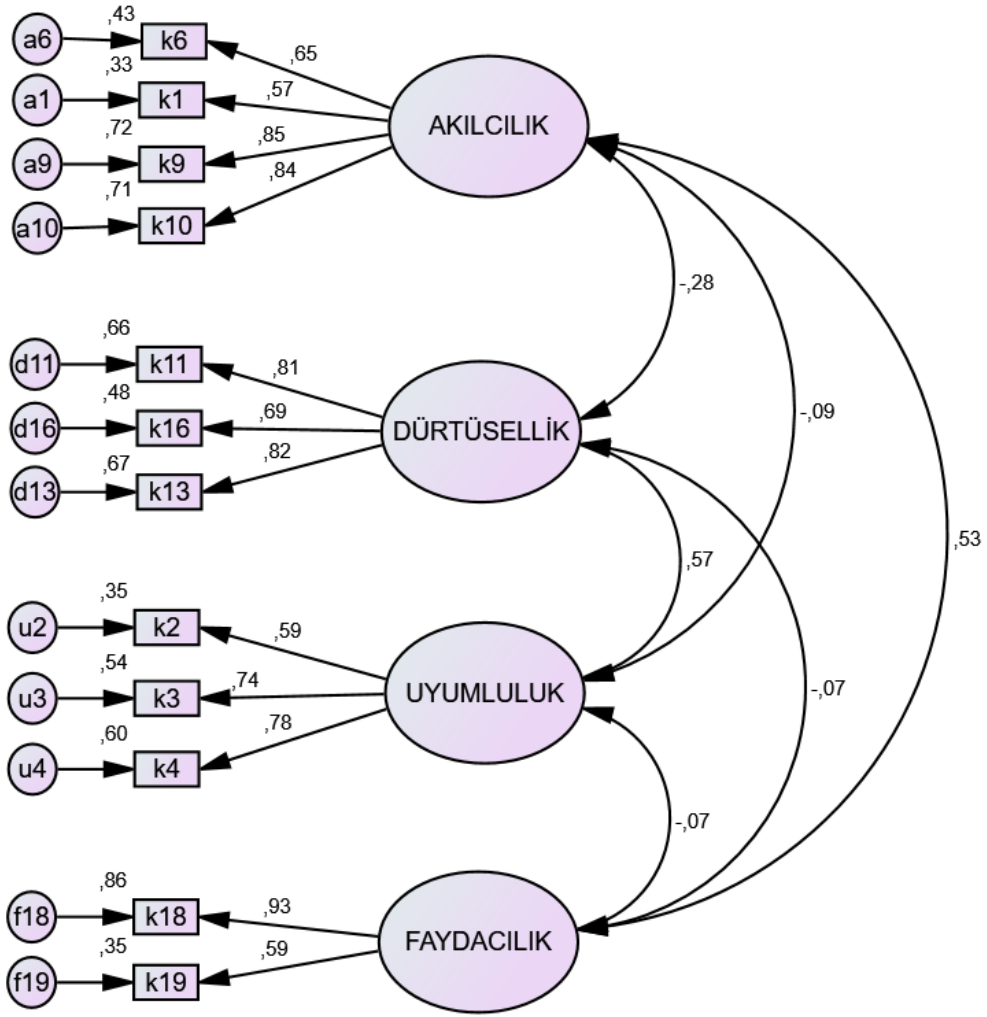 ,43
a6
k6
,65
,33
a1
k1
,57
AKILCILIK
,72
a9
k9
,85
,71
a10
k10
,84
-,28
,66
d11
k11
,81
,48
d16
k16
,69
DÜRTÜSELLİK
-,09
,67
d13
k13
,82
,57
,53
,35
u2
k2
,59
,54
u3
k3
,74
UYUMLULUK
-,07
,60
u4
k4
,78
-,07
,86
f18
k18
,93
,35
f19
k19
,59
FAYDACILIK